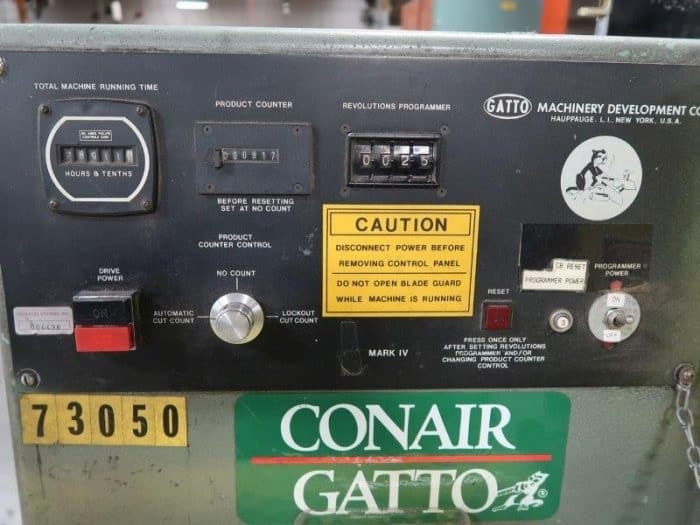 TOTAL MACHINE RUNNING TIME
HOURS & TENTHS
PRODUCT COUNTER
BEFORE RESETTING
SET AT NO COUNT
REVOLUTIONS PROGRAMMER
0025
GATTO MACHINERY DEVELOPMENT CO
HAUPPAUGE, L. I., NEW YORK, U.S.A.
CAUTION
DISCONNECT POWER BEFORE
REMOVING CONTROL PANEL
DO NOT OPEN BLADE GUARD
WHILE MACHINE IS RUNNING
PRODUCT
COUNTER CONTROL
NO COUNT
AUTOMATIC
CUT COUNT
LOCKOUT
CUT COUNT
DRIVE
POWER
ON
MARK IV
RESET
PRESS ONCE ONLY
AFTER SETTING REVOLUTIONS
PROGRAMMER AND/OR
CHANGING PRODUCT COUNTER
CONTROL
CB RESET
PROGRAMMER POWER
PROGRAMMER
POWER
ON
OFF
3
73050
CONAIR
GATTO